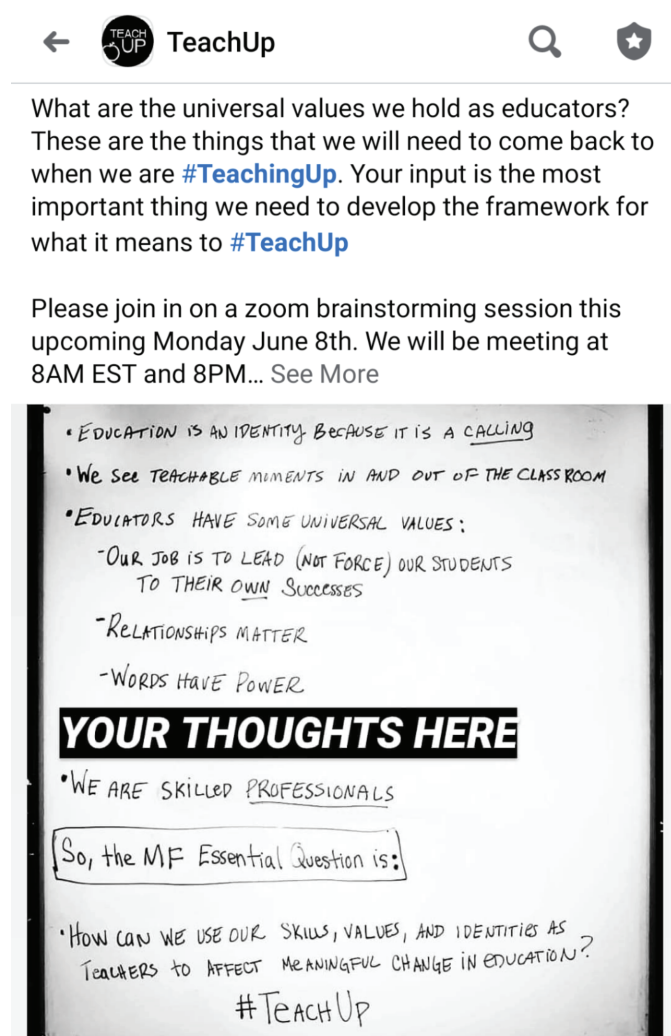 TEACH
UP
TeachUp
What are the universal values we hold as educators?
These are the things that we will need to come back to
when we are #TeachingUp. Your input is the most
important thing we need to develop the framework for
what it means to #TeachUp
Please join in on a zoom brainstorming session this
upcoming Monday June 8th. We will be meeting at
8AM EST and 8PM... See More
• EDUCATION IS AN IDENTITY BECAUSE IT IS A CALLING
• We See TEACHABLE MOMENTS IN AND OUT OF THE CLASSROOM
• EDUCATORS HAVE SOME UNIVERSAL VALUES:
- OUR JOB IS TO LEAD (NOT FORCE) OUR STUDENTS
TO THEIR OWN Successes
- RELATIONSHIPS MATTER
- WORDS HAVE POWER
YOUR THOUGHTS HERE
• WE ARE SKILLED PROFESSIONALS
So, the MF Essential Question is:
• HOW CAN WE USE OUR SKILLS, VALUES, AND IDENTITIES AS
TEACHERS TO AFFECT MEANINGFUL CHANGE IN EDUCATION?
#TEACHUP